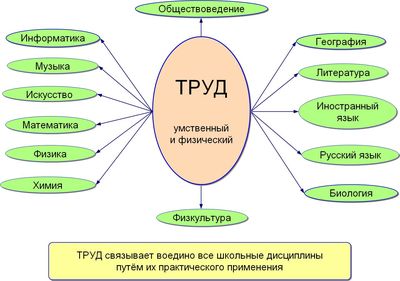 Обществоведение
Информатика
Музыка
Искусство
Математика
Физика
Химия
ТРУД
умственный
и физический
География
Литература
Иностранный
язык
Русский язык
Биология
Физкультура
ТРУД связывает воедино все школьные дисциплины
путём их практического применения